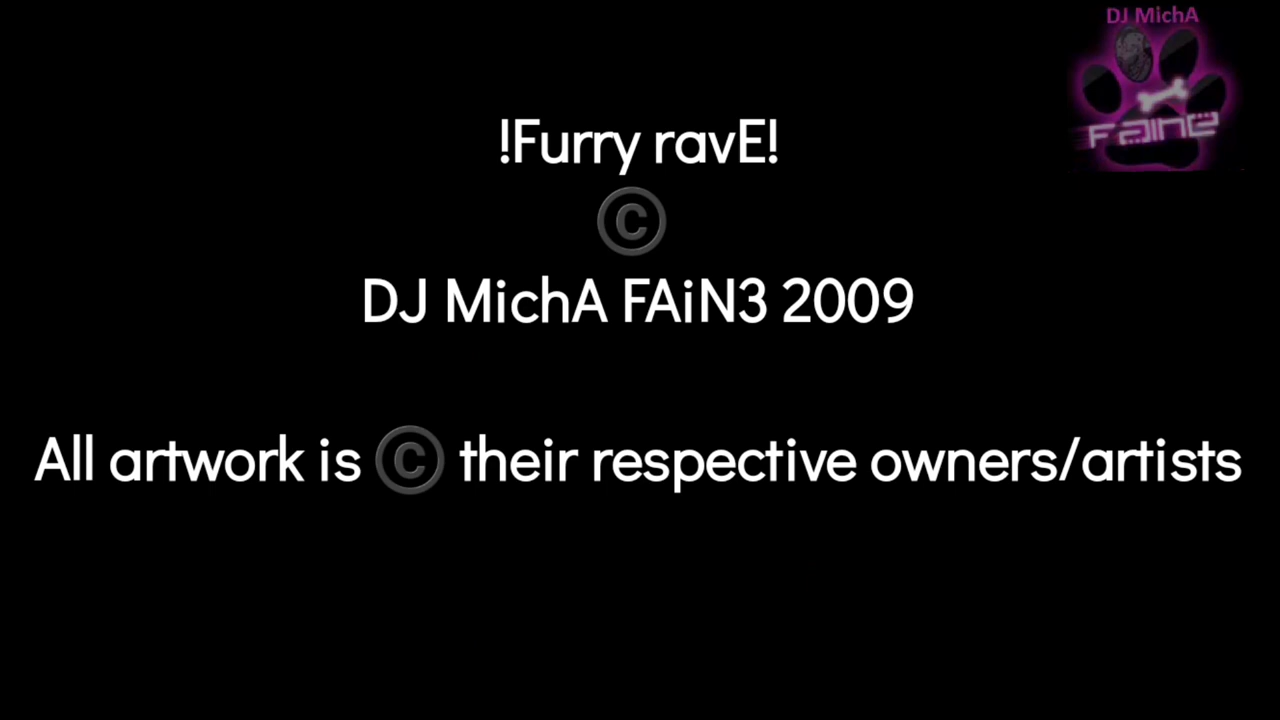 DJ MichA
Faine
!Furry ravE!
©
DJ MichA FAiN3 2009
All artwork is © their respective owners/artists